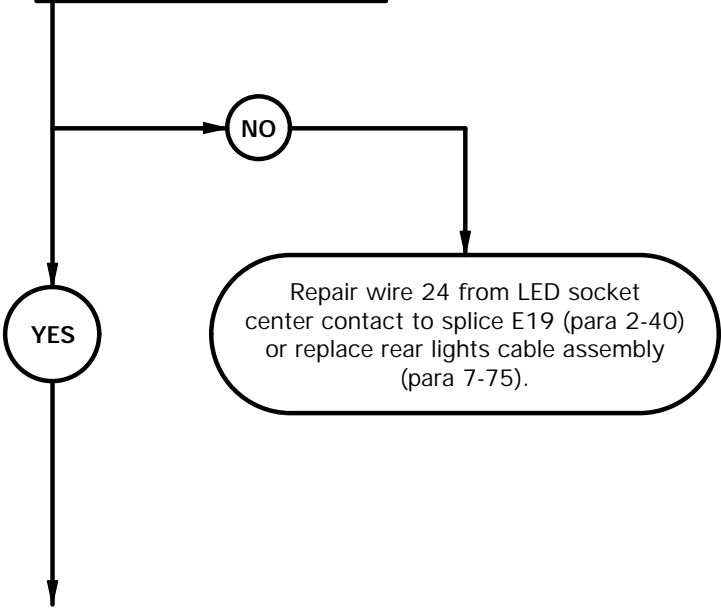 NO
YES
Repair wire 24 from LED socket
center contact to splice E19 (para 2-40)
or replace rear lights cable assembly
(para 7-75).